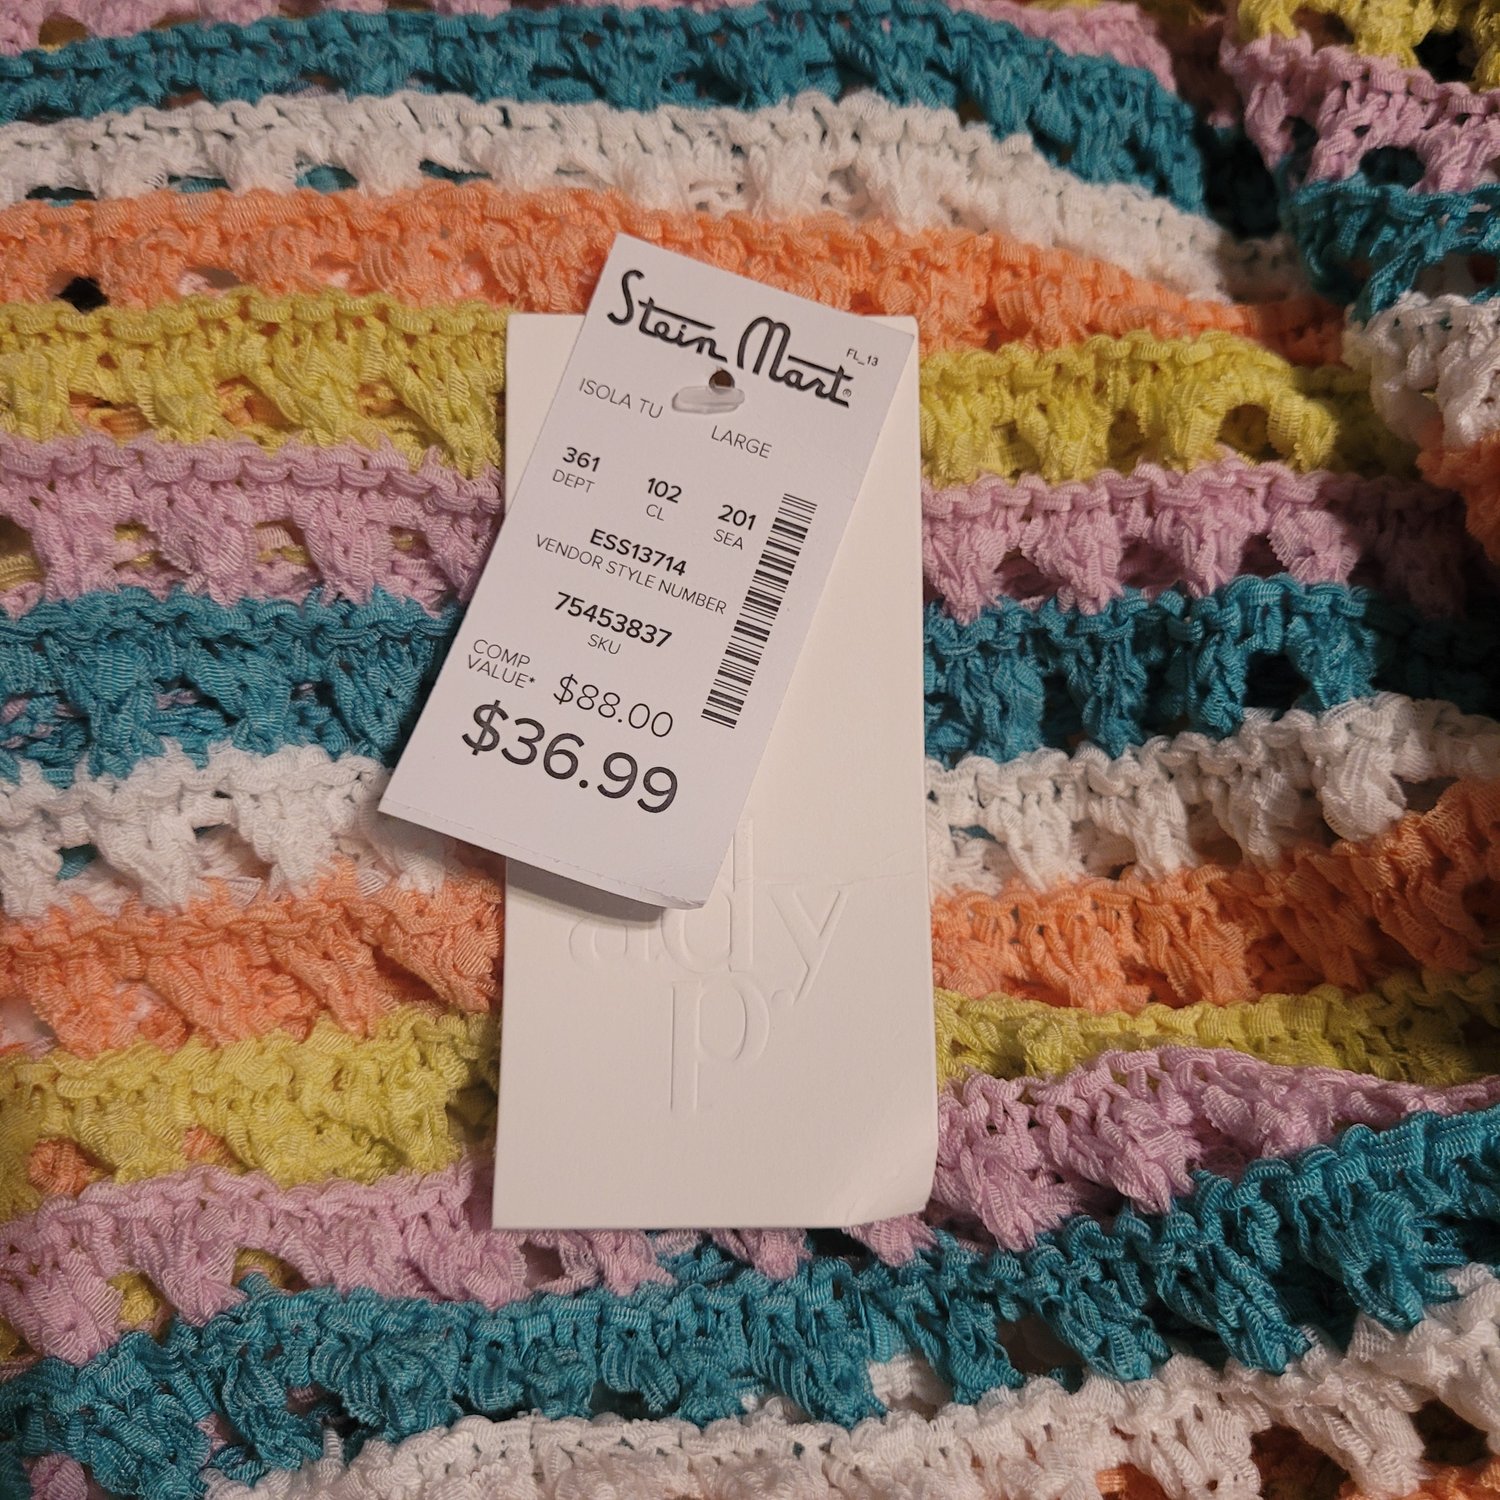 Stein Mart®
FL_13
ISOLA TU
LARGE
361 102 201
DEPT CL SEA
ESS13714
VENDOR STYLE NUMBER
75453837
SKU
COMP
VALUE* $88.00
$36.99
ady
p